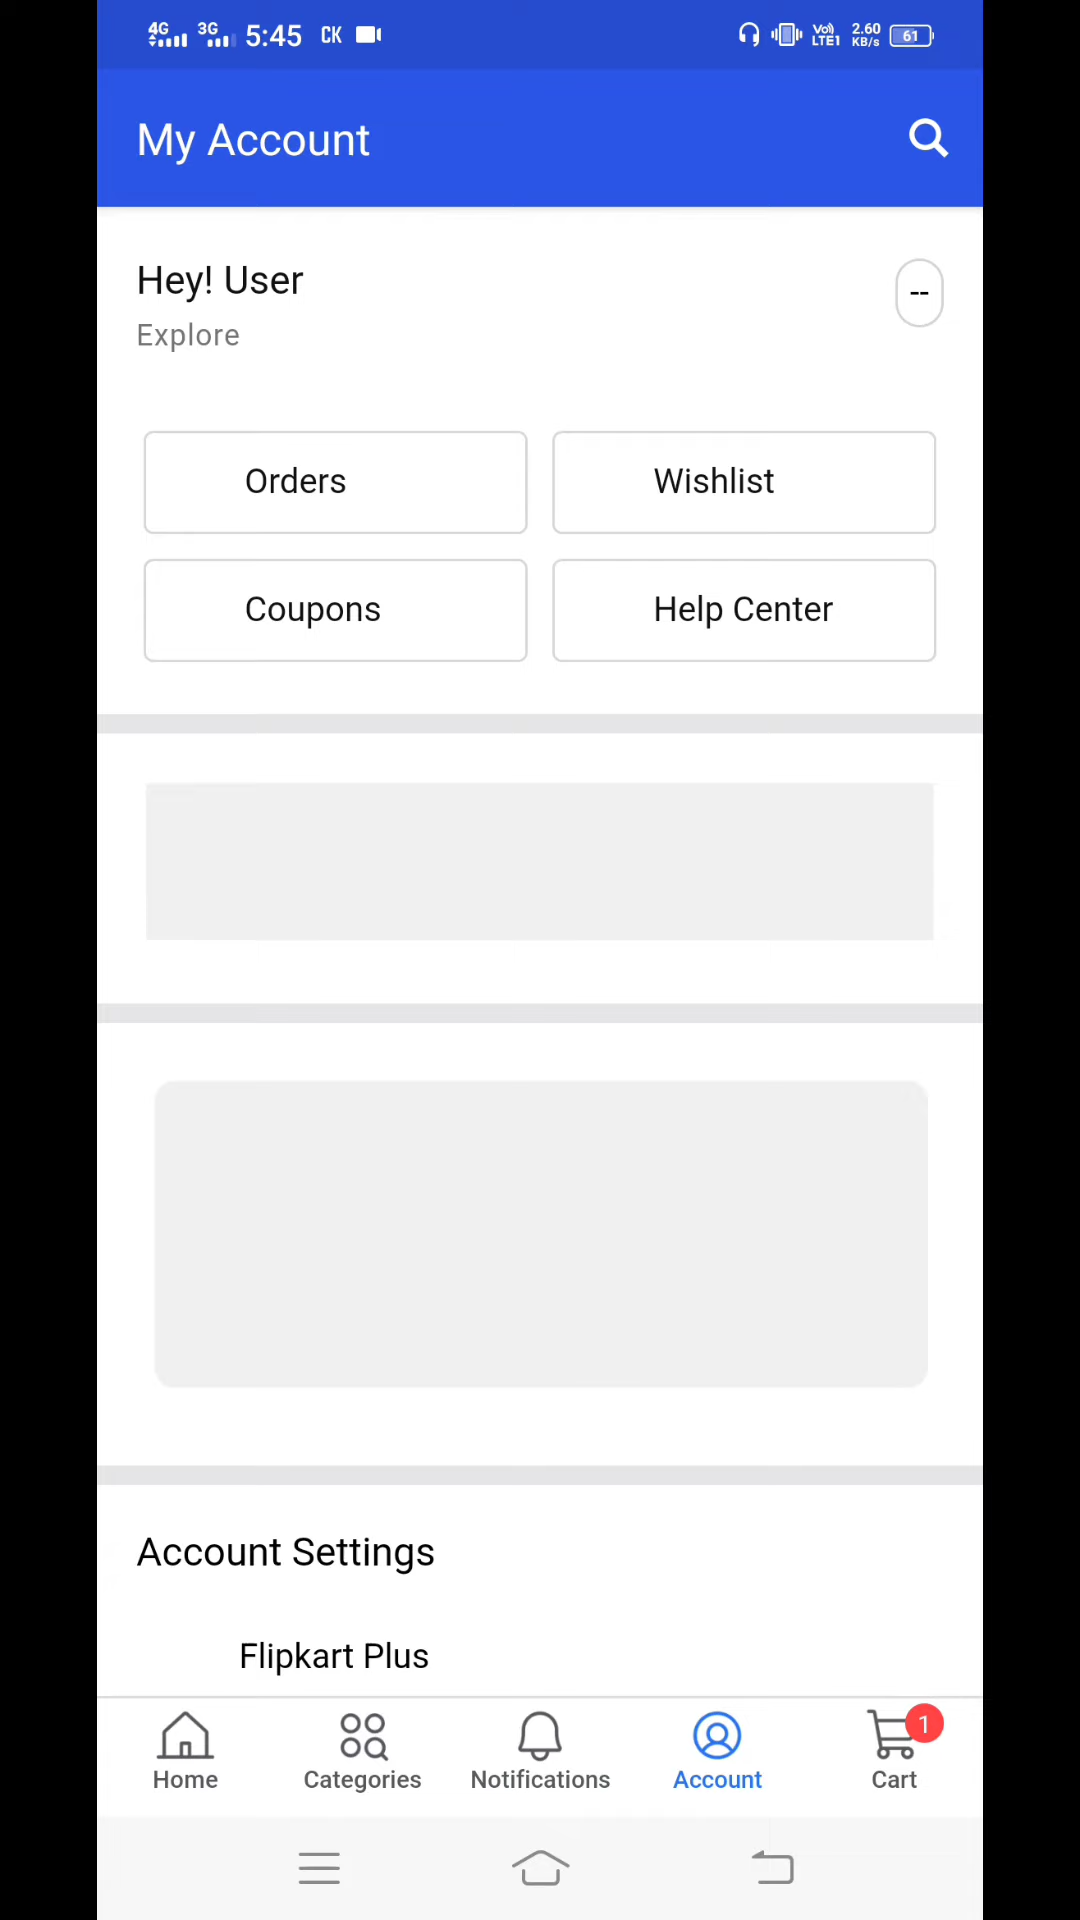 4G 3G 5:45 CK Vo) LTE1 2.60 KB/s 61
My Account
Hey! User
--
Explore
Orders
Wishlist
Coupons
Help Center
Account Settings
Flipkart Plus
1
Home
Categories
Notifications
Account
Cart